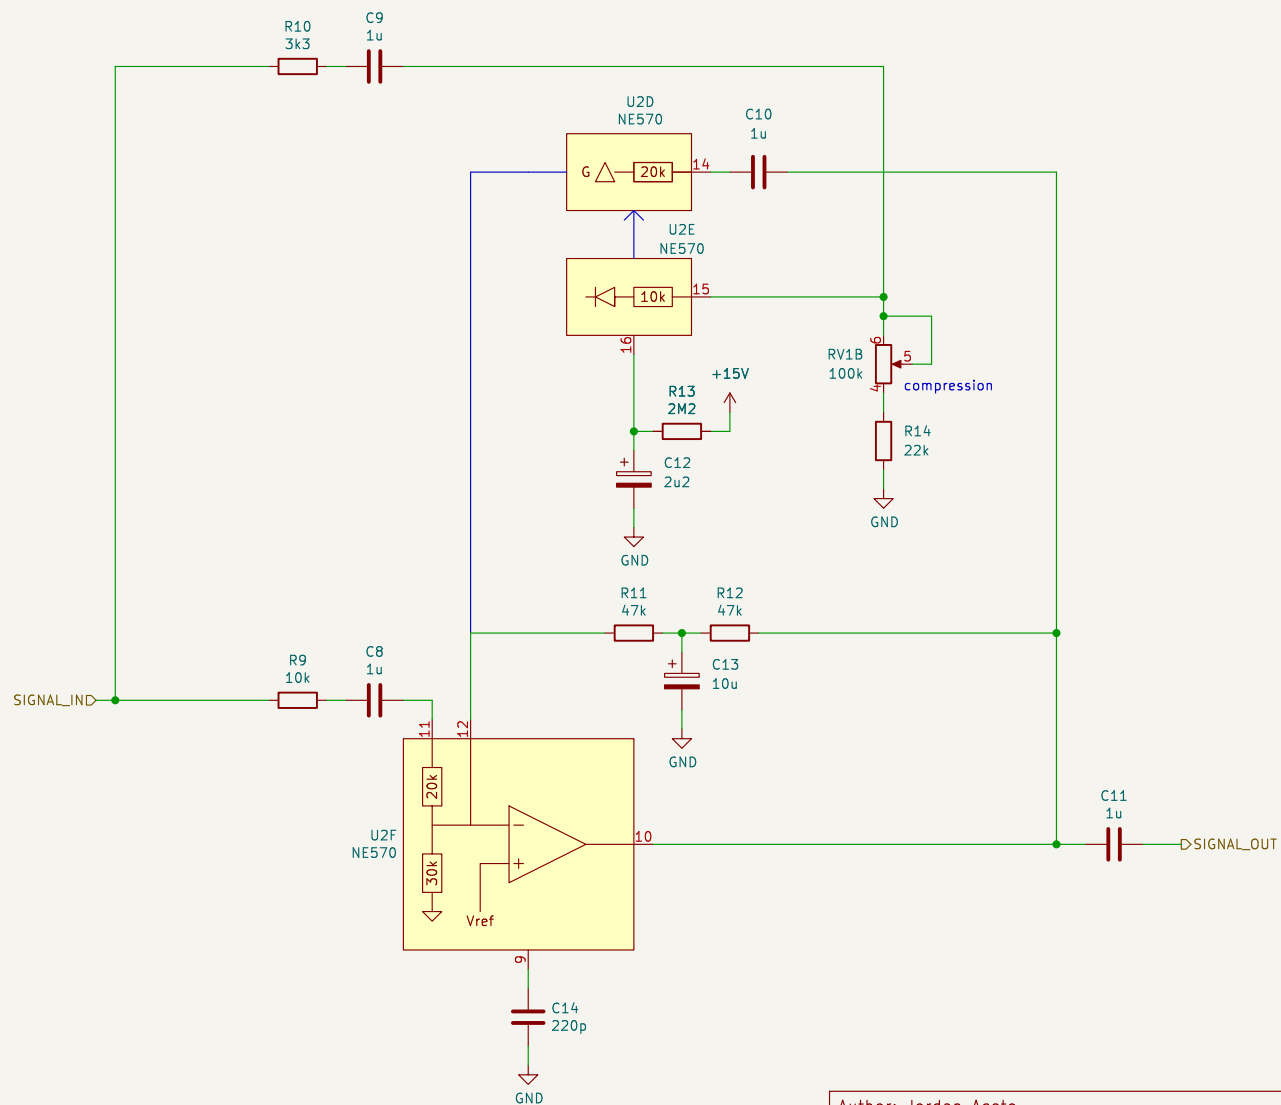 C9
1u
R10
3k3
U2D
NE570
C10
1u
G
20k
14
U2E
NE570
10k
15
16
+15V
R13
2M2
C12
2u2
GND
RV1B
100k
6
5
4
compression
R14
22k
GND
R11
47k
R12
47k
C13
10u
GND
SIGNAL_IN
R9
10k
C8
1u
11
12
20k
30k
U2F
NE570
Vref
10
9
C14
220p
GND
C11
1u
SIGNAL_OUT